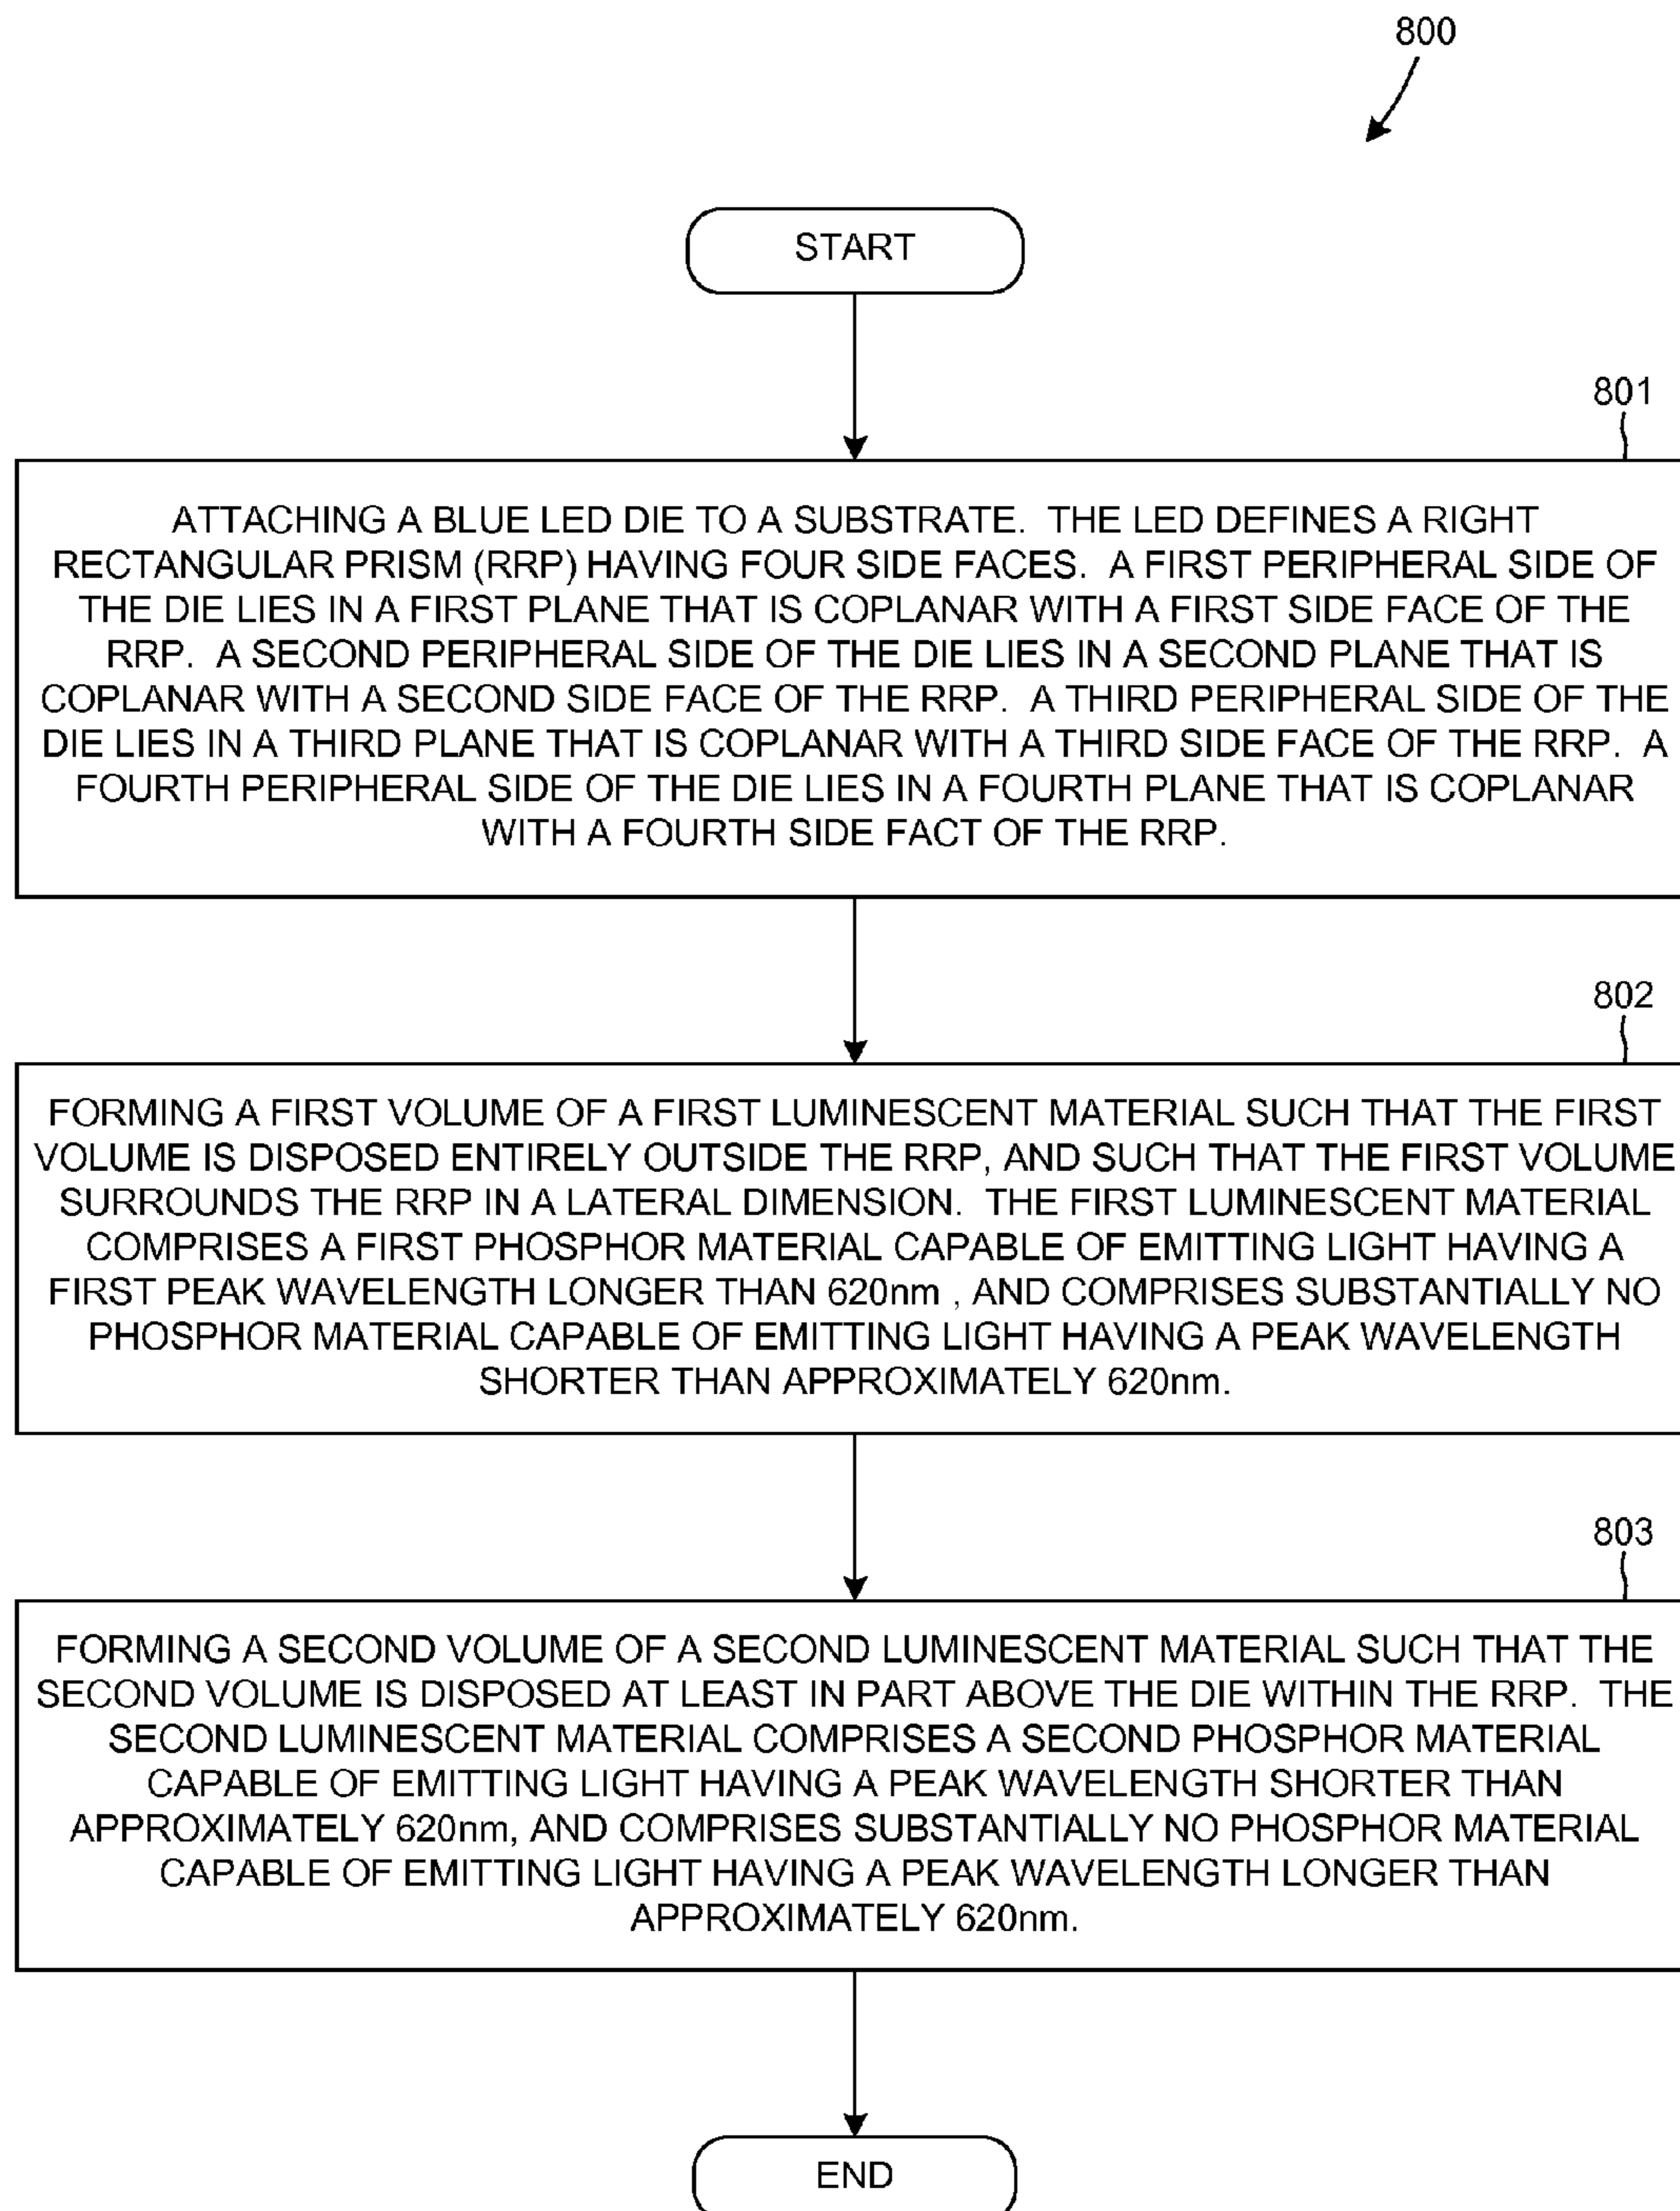 800
START
801
ATTACHING A BLUE LED DIE TO A SUBSTRATE. THE LED DEFINES A RIGHT
RECTANGULAR PRISM (RRP) HAVING FOUR SIDE FACES. A FIRST PERIPHERAL SIDE OF
THE DIE LIES IN A FIRST PLANE THAT IS COPLANAR WITH A FIRST SIDE FACE OF THE
RRP. A SECOND PERIPHERAL SIDE OF THE DIE LIES IN A SECOND PLANE THAT IS
COPLANAR WITH A SECOND SIDE FACE OF THE RRP. A THIRD PERIPHERAL SIDE OF THE
DIE LIES IN A THIRD PLANE THAT IS COPLANAR WITH A THIRD SIDE FACE OF THE RRP. A
FOURTH PERIPHERAL SIDE OF THE DIE LIES IN A FOURTH PLANE THAT IS COPLANAR
WITH A FOURTH SIDE FACT OF THE RRP.
802
FORMING A FIRST VOLUME OF A FIRST LUMINESCENT MATERIAL SUCH THAT THE FIRST
VOLUME IS DISPOSED ENTIRELY OUTSIDE THE RRP, AND SUCH THAT THE FIRST VOLUME
SURROUNDS THE RRP IN A LATERAL DIMENSION. THE FIRST LUMINESCENT MATERIAL
COMPRISES A FIRST PHOSPHOR MATERIAL CAPABLE OF EMITTING LIGHT HAVING A
FIRST PEAK WAVELENGTH LONGER THAN 620nm , AND COMPRISES SUBSTANTIALLY NO
PHOSPHOR MATERIAL CAPABLE OF EMITTING LIGHT HAVING A PEAK WAVELENGTH
SHORTER THAN APPROXIMATELY 620nm.
803
FORMING A SECOND VOLUME OF A SECOND LUMINESCENT MATERIAL SUCH THAT THE
SECOND VOLUME IS DISPOSED AT LEAST IN PART ABOVE THE DIE WITHIN THE RRP. THE
SECOND LUMINESCENT MATERIAL COMPRISES A SECOND PHOSPHOR MATERIAL
CAPABLE OF EMITTING LIGHT HAVING A PEAK WAVELENGTH SHORTER THAN
APPROXIMATELY 620nm, AND COMPRISES SUBSTANTIALLY NO PHOSPHOR MATERIAL
CAPABLE OF EMITTING LIGHT HAVING A PEAK WAVELENGTH LONGER THAN
APPROXIMATELY 620nm.
END